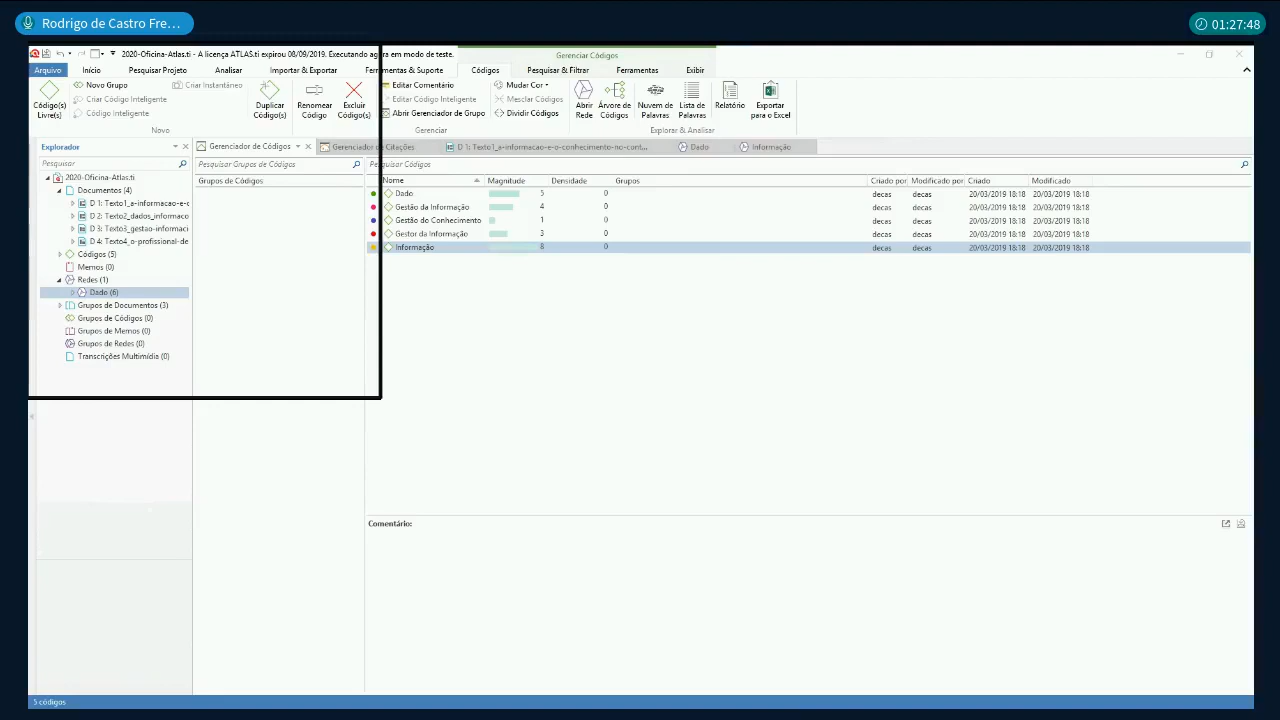 Rodrigo de Castro Fre...
01:27:48
2020-Oficina-Atlas.ti - A licença ATLAS.ti expirou 08/09/2019. Executando agora em modo de teste.
Gerenciar Códigos
Arquivo Início Pesquisar Projeto Analisar Importar & Exportar Ferramentas & Suporte Códigos Pesquisar & Filtrar Ferramentas Exibir
Código(s) Livre(s)
Novo Grupo
Criar Código Inteligente
Código Inteligente
Criar Instantâneo
Duplicar Código(s)
Renomear Código
Excluir Código(s)
Editar Comentário
Editar Código Inteligente
Abrir Gerenciador de Grupo
Mudar Cor
Mesclar Códigos
Dividir Códigos
Abrir Rede
Árvore de Códigos
Nuvem de Palavras
Lista de Palavras
Relatório
Exportar para o Excel
Novo Gerenciar Explorar & Analisar
Explorador
Pesquisar
2020-Oficina-Atlas.ti
Documentos (4)
D 1: Texto1_a-informacao-e-c
D 2: Texto2_dados_informaco
D 3: Texto3_gestao-informaci
D 4: Texto4_o-profissional-de
Códigos (5)
Memos (0)
Redes (1)
Dado (6)
Grupos de Documentos (3)
Grupos de Códigos (0)
Grupos de Memos (0)
Grupos de Redes (0)
Transcrições Multimídia (0)
Gerenciador de Códigos Gerenciador de Citações D 1: Texto1_a-informacao-e-o-conhecimento-no-cont... Dado Informação
Pesquisar Grupos de Códigos
Grupos de Códigos
Pesquisar Códigos
Nome Magnitude Densidade Grupos Criado por Modificado por Criado Modificado
Dado 5 0 decas decas 20/03/2019 18:18 20/03/2019 18:18
Gestão da Informação 4 0 decas decas 20/03/2019 18:18 20/03/2019 18:18
Gestão do Conhecimento 1 0 decas decas 20/03/2019 18:18 20/03/2019 18:18
Gestor da Informação 3 0 decas decas 20/03/2019 18:18 20/03/2019 18:18
Informação 8 0 decas decas 20/03/2019 18:18 20/03/2019 18:18
Comentário:
5 códigos